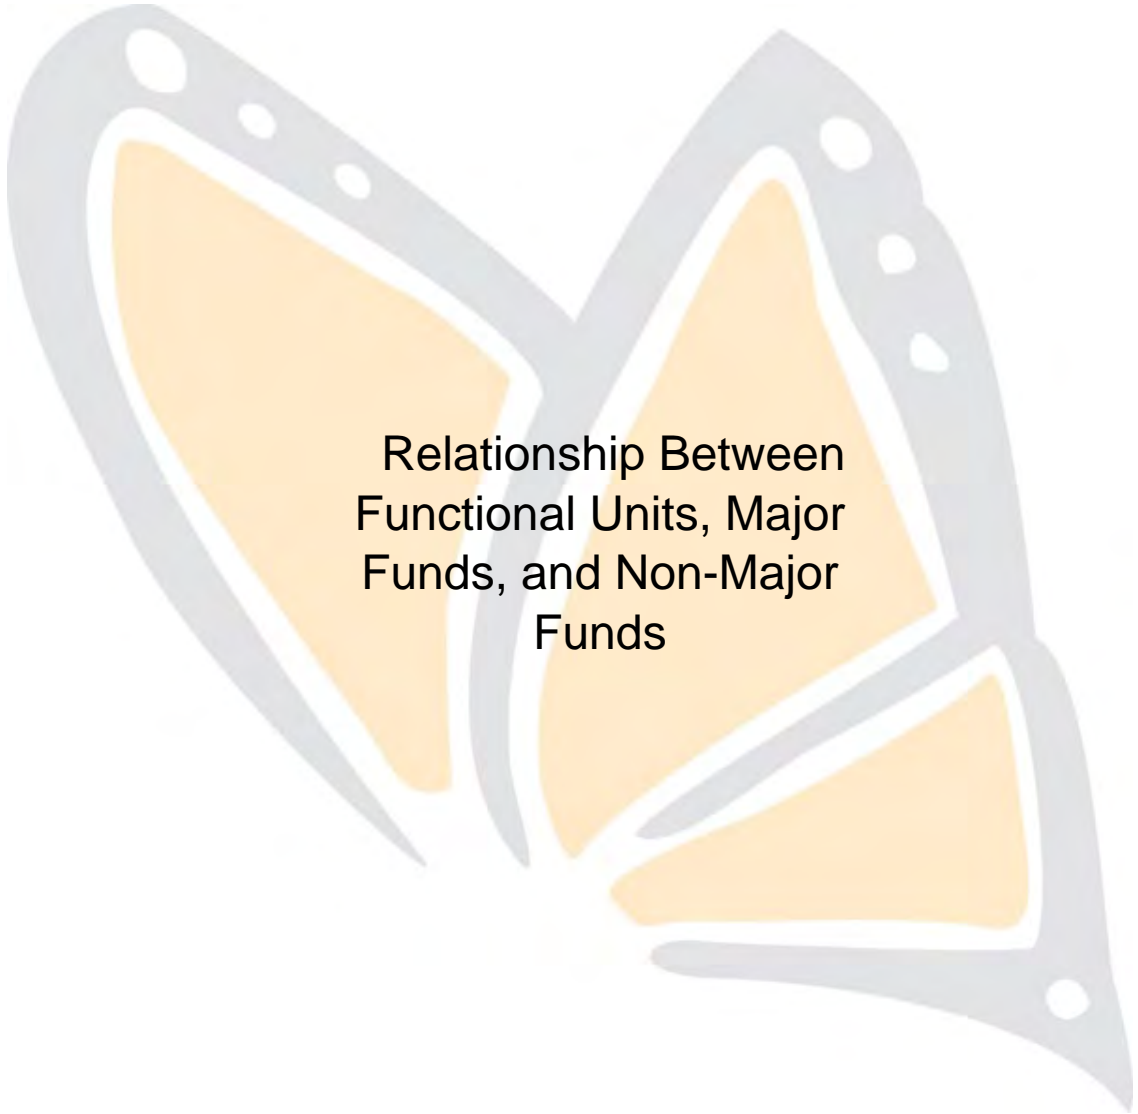 Relationship Between
Functional Units, Major
Funds, and Non-Major
Funds